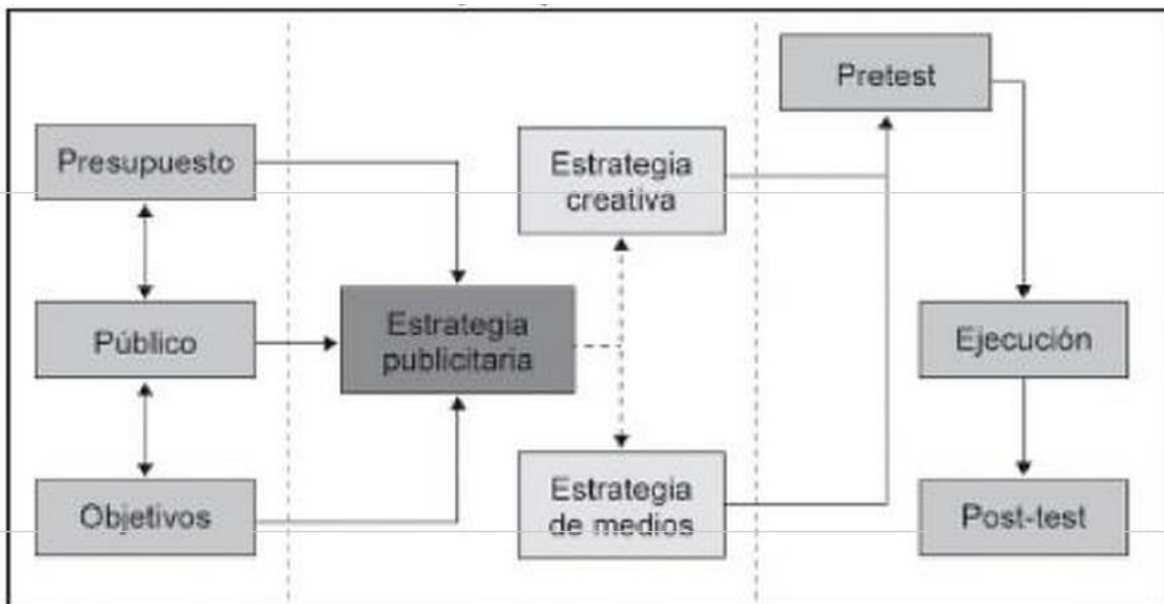 Presupuesto
Público
Objetivos
Estrategia
publicitaria
Estrategia
creativa
Estrategia
de medios
Pretest
Ejecución
Post-test